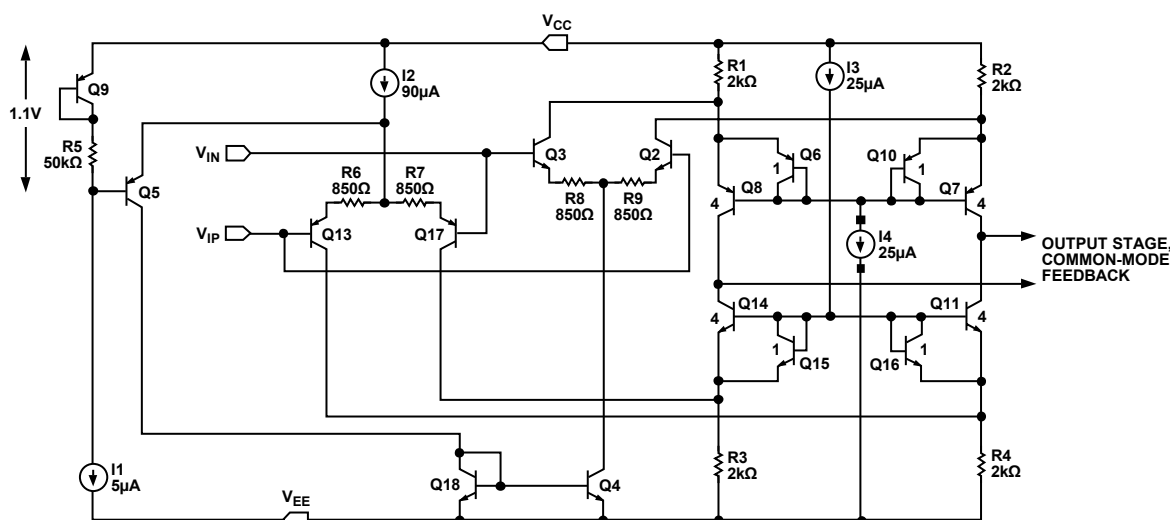 VCC
1.1V
Q9
R5
50kΩ
Q5
I1
5µA
I2
90µA
VIN
VIP
R6
850Ω
R7
850Ω
Q13
Q17
Q3
Q2
R8
850Ω
R9
850Ω
R1
2kΩ
I3
25µA
R2
2kΩ
Q6
1
Q10
1
Q8
4
Q7
4
I4
25µA
OUTPUT STAGE,
COMMON-MODE
FEEDBACK
Q14
4
Q11
4
1
Q15
1
Q16
R3
2kΩ
R4
2kΩ
Q18
Q4
VEE